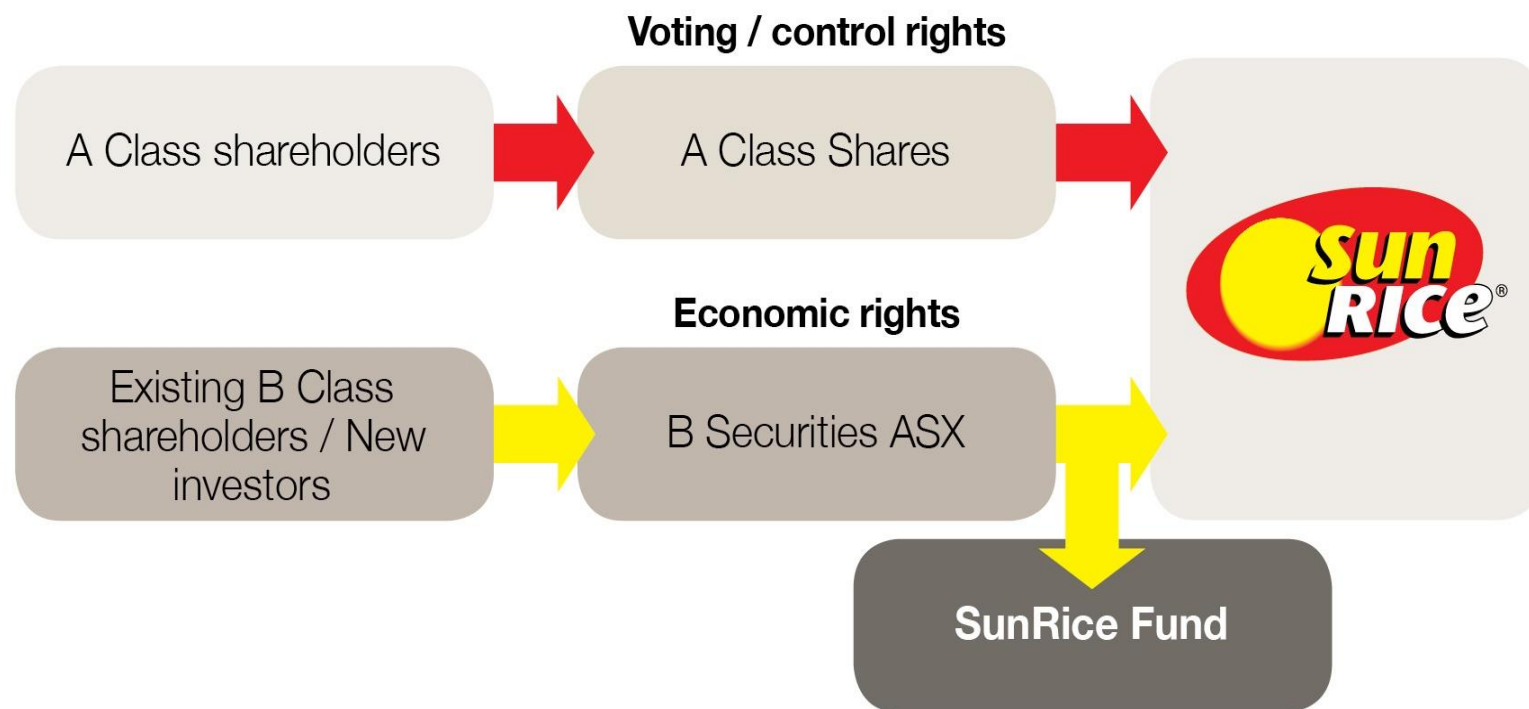 Voting / control rights
A Class shareholders
A Class Shares
Sun
RICE®
Economic rights
Existing B Class
shareholders / New
investors
B Securities ASX
SunRice Fund